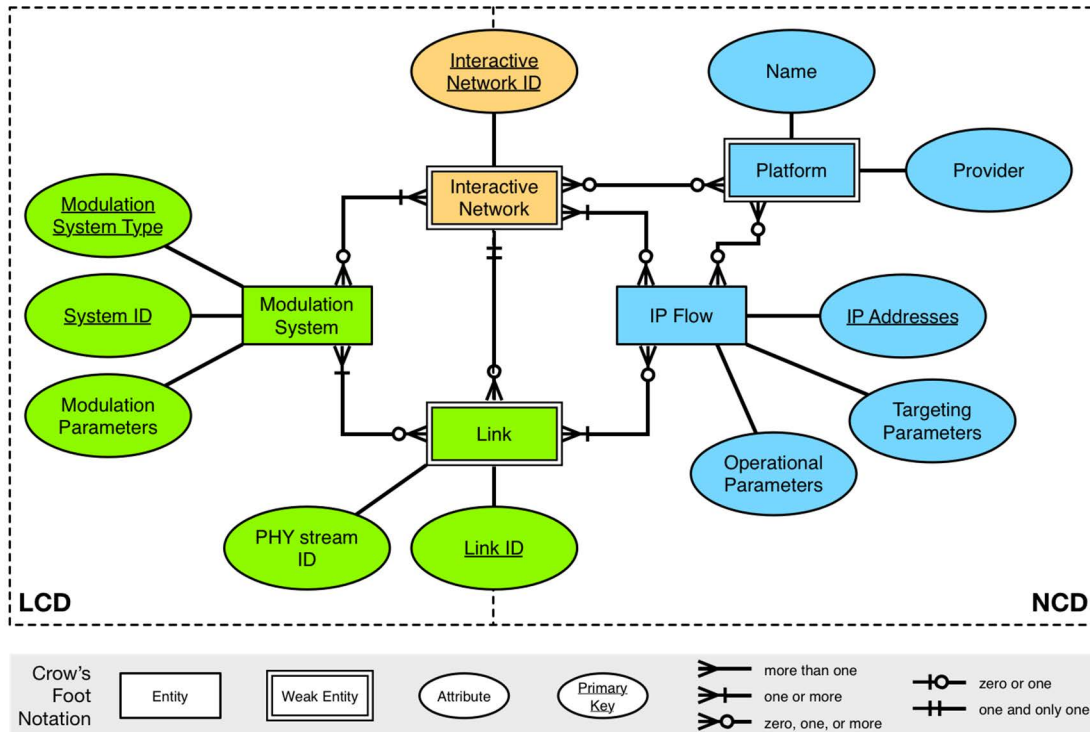 Interactive
Network ID
Name
Interactive
Network
Platform
Provider
Modulation
System Type
System ID
Modulation
System
IP Flow
IP Addresses
Modulation
Parameters
Link
Targeting
Parameters
Operational
Parameters
PHY stream
ID
Link ID
LCD
NCD
Crow's
Foot
Notation
Entity
Weak Entity
Attribute
Primary
Key
more than one
one or more
zero, one, or more
zero or one
one and only one